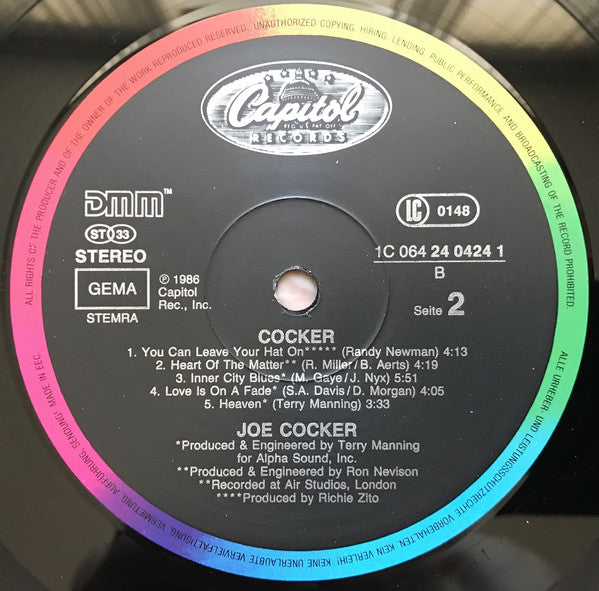 ALL RIGHTS OF THE PRODUCER AND OF THE OWNER OF THE WORK REPRODUCED RESERVED. UNAUTHORIZED COPYING, HIRING, LENDING, PUBLIC PERFORMANCE AND BROADCASTING OF THE RECORD PROHIBITED.
Capitol
RECORDS
DMM™
ST 33
STEREO
GEMA
STEMRA
℗ 1986
Capitol
Rec., Inc.
LC 0148
1C 064 24 0424 1
B
Seite 2
COCKER
1. You Can Leave Your Hat On***** (Randy Newman) 4:13
2. Heart Of The Matter** (R. Miller/B. Aerts) 4:19
3. Inner City Blues* (M. Gaye/J. Nyx) 5:51
4. Love Is On A Fade* (S.A. Davis/D. Morgan) 4:05
5. Heaven* (Terry Manning) 3:33
JOE COCKER
*Produced & Engineered by Terry Manning
for Alpha Sound, Inc.
**Produced & Engineered by Ron Nevison
**Recorded at Air Studios, London
****Produced by Richie Zito
ALLE URHEBER- UND LEISTUNGSSCHUTZRECHTE VORBEHALTEN. KEIN VERLEIH! KEINE UNERLAUBTE VERVIELFÄLTIGUNG, VERMIETUNG, AUFFÜHRUNG, SENDUNG! MADE IN EEC